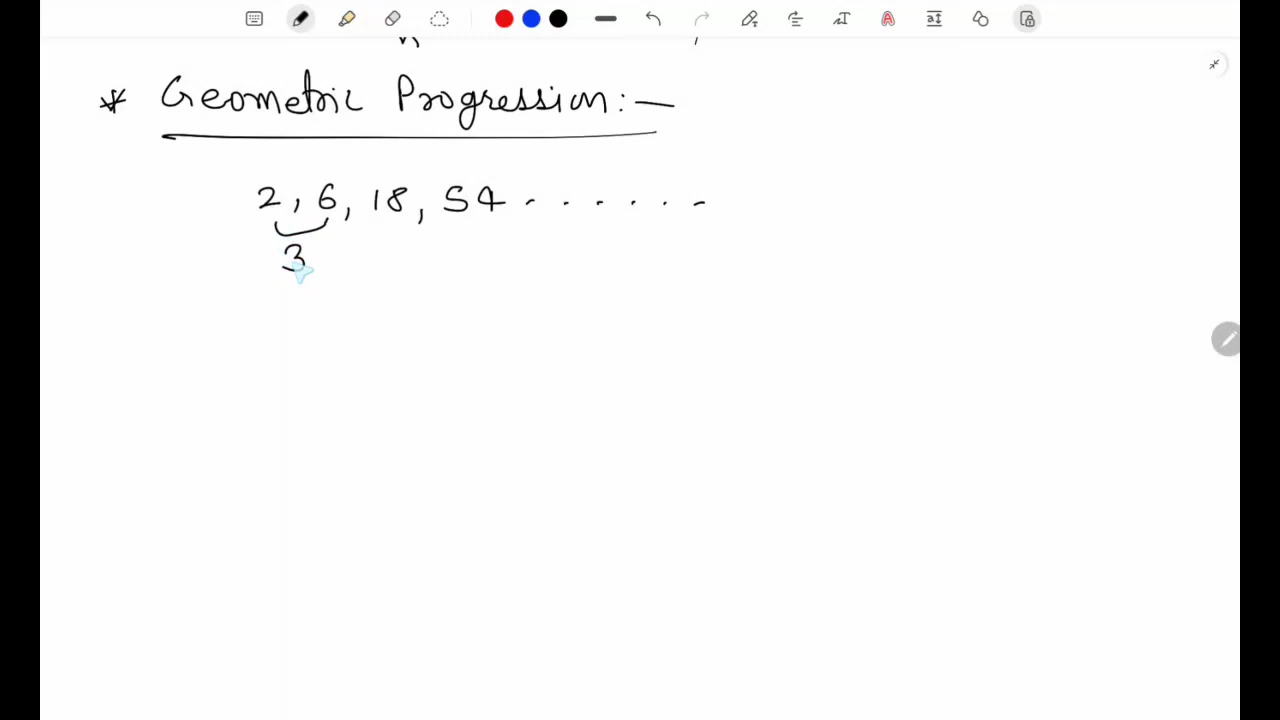 * Geometric Progression:—
2, 6, 18, 54 . . . . . .
3